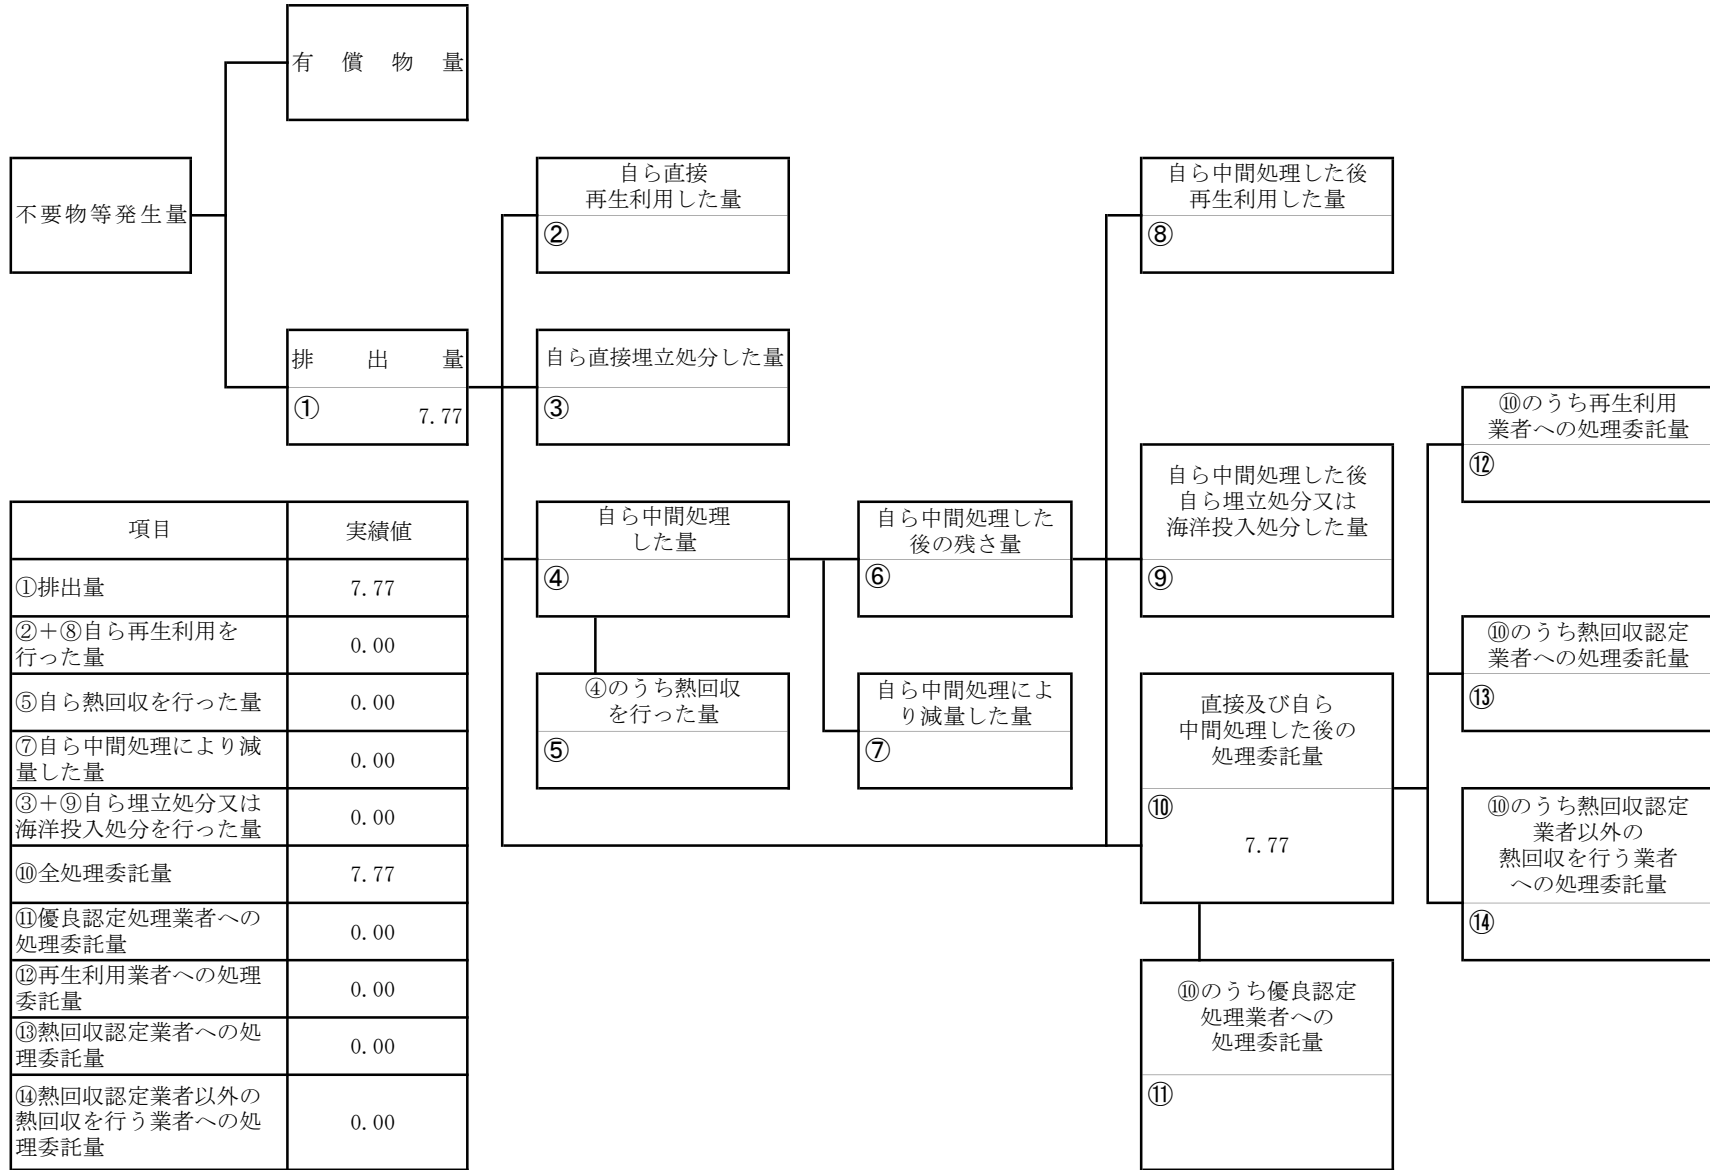 有償物量
不要物等発生量
排出量
①
7.77
自ら直接
再生利用した量
②
自ら直接埋立処分した量
③
自ら中間処理
した量
④
④のうち熱回収
を行った量
⑤
自ら中間処理した
後の残さ量
⑥
自ら中間処理によ
り減量した量
⑦
自ら中間処理した後
再生利用した量
⑧
自ら中間処理した後
自ら埋立処分又は
海洋投入処分した量
⑨
直接及び自ら
中間処理した後の
処理委託量
⑩
7.77
⑩のうち優良認定
処理業者への
処理委託量
⑪
⑩のうち再生利用
業者への処理委託量
⑫
⑩のうち熱回収認定
業者への処理委託量
⑬
⑩のうち熱回収認定
業者以外の
熱回収を行う業者
への処理委託量
⑭
項目 実績値
①排出量 7.77
②+⑧自ら再生利用を
行った量 0.00
⑤自ら熱回収を行った量 0.00
⑦自ら中間処理により減
量した量 0.00
③+⑨自ら埋立処分又は
海洋投入処分を行った量 0.00
⑩全処理委託量 7.77
⑪優良認定処理業者への
処理委託量 0.00
⑫再生利用業者への処理
委託量 0.00
⑬熱回収認定業者への処
理委託量 0.00
⑭熱回収認定業者以外の
熱回収を行う業者への処 0.00
理委託量